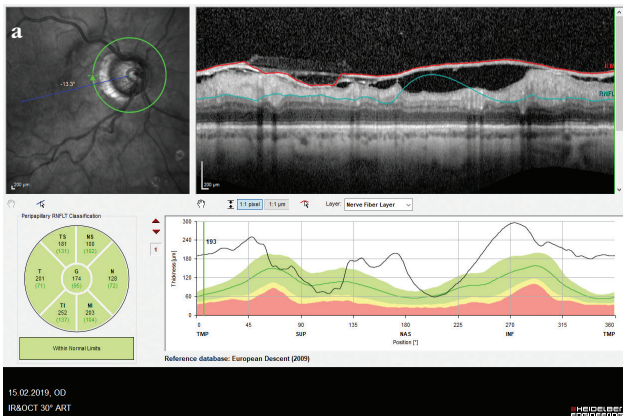 a
-13.3°
200 µm
200 µm
ILM
RNFL
1:1 pixel
1:1 µm
Layer:
Nerve Fiber Layer
Peripapillary RNFLT Classification
TS
181
(131)
NS
100
(102)
T
201
(71)
G
174
(95)
N
128
(72)
TI
252
(137)
NI
203
(104)
Within Normal Limits
1
Thickness [µm]
300
240
180
120
60
0
193
0
45
90
135
180
225
270
315
360
TMP
SUP
NAS
INF
TMP
Position [°]
Reference database: European Descent (2009)
15.02.2019, OD
IR&OCT 30° ART
HEIDELBERG
ENGINEERING